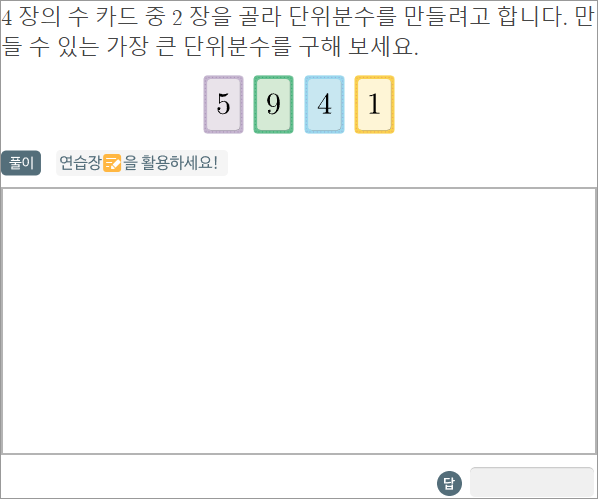 4 장의 수 카드 중 2 장을 골라 단위분수를 만들려고 합니다. 만
들 수 있는 가장 큰 단위분수를 구해 보세요.
5 9 4 1
풀이 연습장을 활용하세요!
답